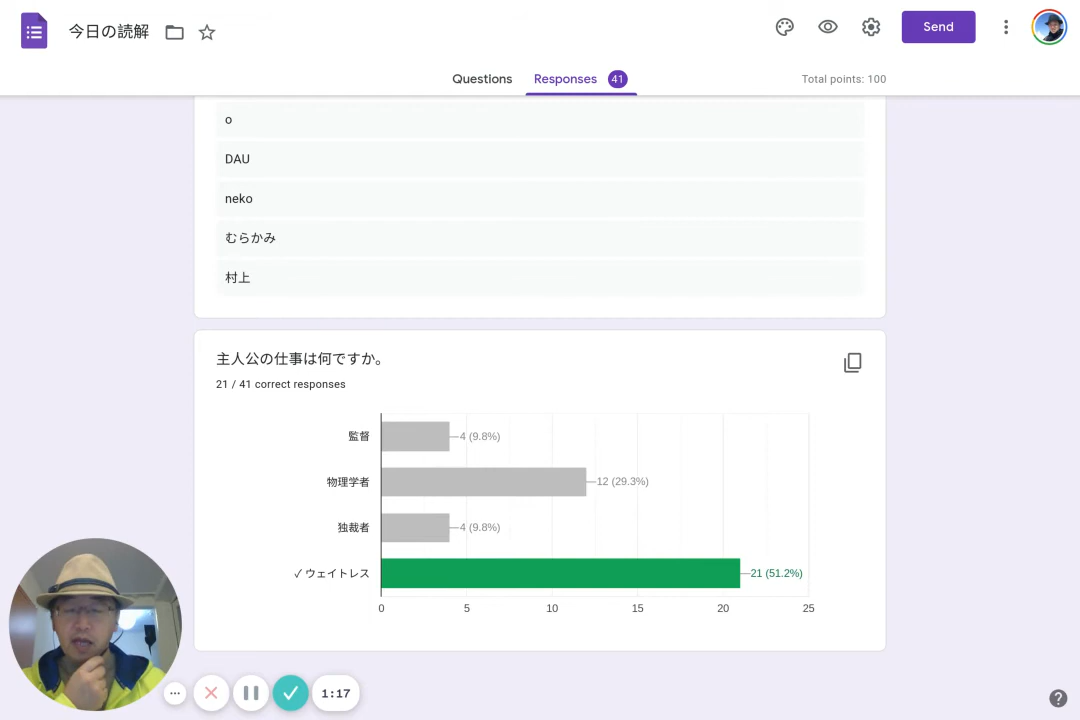 今日の読解
Send
Questions
Responses 41
Total points: 100
o
DAU
neko
むらかみ
村上
主人公の仕事は何ですか。
21 / 41 correct responses
監督
4 (9.8%)
物理学者
12 (29.3%)
独裁者
4 (9.8%)
✓ ウェイトレス
21 (51.2%)
0 5 10 15 20 25
1:17